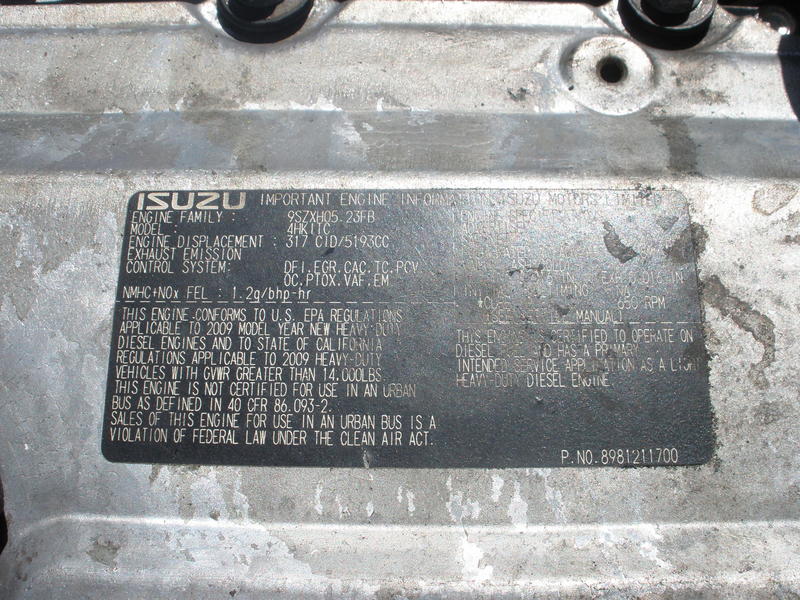 ISUZU IMPORTANT ENGINE INFORMATION ISUZU MOTORS LIMITED
ENGINE FAMILY : 9SZXH05.23FB
MODEL : 4HK1TC
ENGINE DISPLACEMENT : 317 CID/5193CC
EXHAUST EMISSION
CONTROL SYSTEM: DFI.EGR.CAC.TC.PCV
OC.PTOX.VAF.EM
NMHC+NOx FEL : 1.2g/bhp-hr
THIS ENGINE CONFORMS TO U.S. EPA REGULATIONS
APPLICABLE TO 2009 MODEL YEAR NEW HEAVY-DUTY
DIESEL ENGINES AND TO STATE OF CALIFORNIA
REGULATIONS APPLICABLE TO 2009 HEAVY-DUTY
VEHICLES WITH GVWR GREATER THAN 14,000LBS
THIS ENGINE IS NOT CERTIFIED FOR USE IN AN URBAN
BUS AS DEFINED IN 40 CFR 86.093-2.
SALES OF THIS ENGINE FOR USE IN AN URBAN BUS IS A
VIOLATION OF FEDERAL LAW UNDER THE CLEAN AIR ACT.
650 RPM
MANUAL)
THIS ENGINE IS CERTIFIED TO OPERATE ON
DIESEL TO HAS A PRIMARY
INTENDED SERVICE APPLICATION AS A LIGHT
HEAVY-DUTY DIESEL ENGINE.
P.NO.8981211700